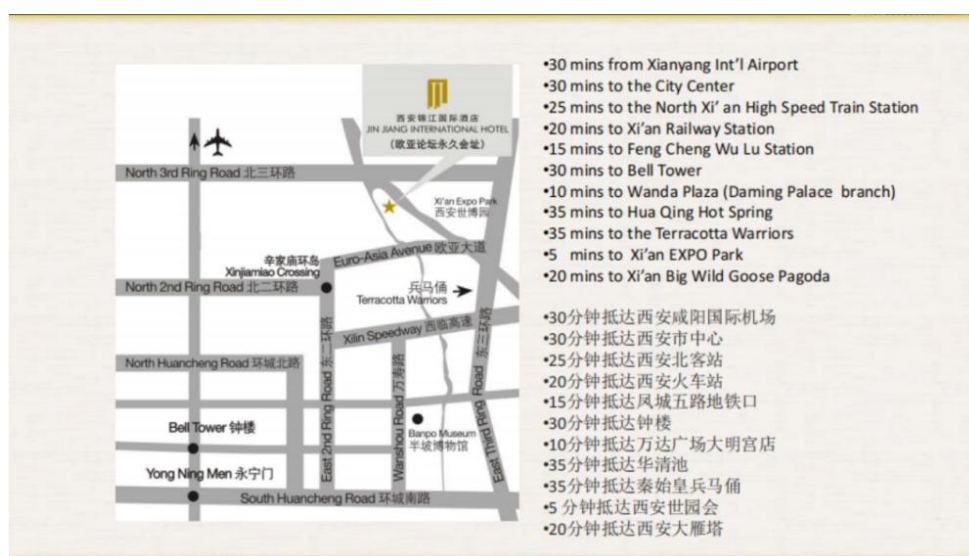 西安锦江国际酒店
JIN JIANG INTERNATIONAL HOTEL
(欧亚论坛永久会址)
North 3rd Ring Road 北三环路
Xi'an Expo Park
西安世博园
Euro-Asia Avenue 欧亚大道
辛家庙环岛
Xinjiamiao Crossing
North 2nd Ring Road 北二环路
兵马俑
Terracotta Warriors
Xilin Speedway 西临高速
North Huancheng Road 环城北路
East 2nd Ring Road 东二环路
Wanshou Road 万寿路
East Third Ring Road 东三环路
Bell Tower 钟楼
Banpo Museum
半坡博物馆
Yong Ning Men 永宁门
South Huancheng Road 环城南路
•30 mins from Xianyang Int'l Airport
•30 mins to the City Center
•25 mins to the North Xi' an High Speed Train Station
•20 mins to Xi'an Railway Station
•15 mins to Feng Cheng Wu Lu Station
•30 mins to Bell Tower
•10 mins to Wanda Plaza (Daming Palace branch)
•35 mins to Hua Qing Hot Spring
•35 mins to the Terracotta Warriors
•5 mins to Xi'an EXPO Park
•20 mins to Xi'an Big Wild Goose Pagoda
•30分钟抵达西安咸阳国际机场
•30分钟抵达西安市中心
•25分钟抵达西安北客站
•20分钟抵达西安火车站
•15分钟抵达凤城五路地铁口
•30分钟抵达钟楼
•10分钟抵达万达广场大明宫店
•35分钟抵达华清池
•35分钟抵达秦始皇兵马俑
•5 分钟抵达西安世园会
•20分钟抵达西安大雁塔